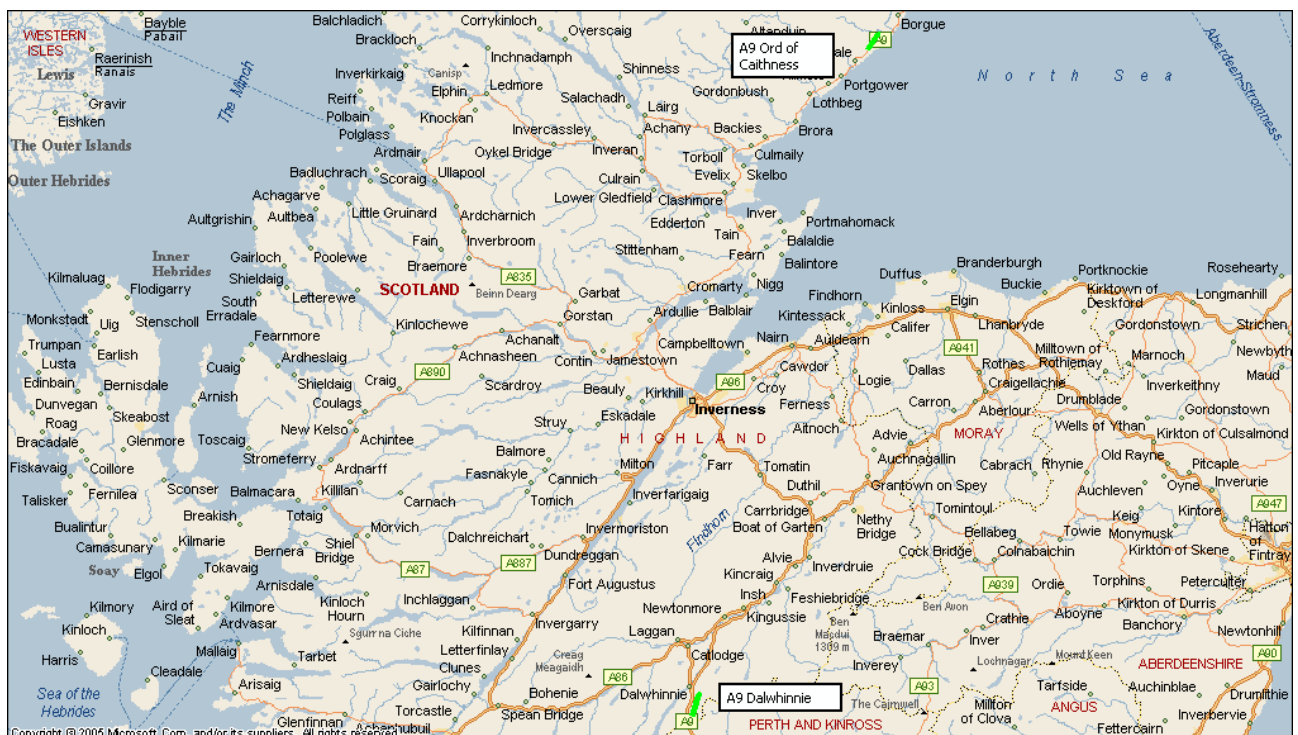 Bayble
Pabail
Balchladich
Corrykinloch
Altanduin
Borgue
WESTERN
ISLES
Brackloch
Overscaig
A9 Ord of
Caithness
A9
Raerinish
Ranais
Inchnadamph
Lewis
Inverkirkaig
Canisp
Shinness
Portgower
North Sea
Aberdeen-Stromness
The Minch
Elphin
Ledmore
Gravir
Reiff
Salachadh
Gordonbush
Lothbeg
Polbain
Knockan
Lairg
Eishken
Polglass
Invercassley
Achany
Backies
Brora
The Outer Islands
Ardmair
Oykel Bridge
Inveran
Torboll
Culmaily
Badluchrach
Scoraig
Ullapool
Culrain
Evelix
Skelbo
Outer Hebrides
Achagarve
Lower Gledfield
Clashmore
Aultgrishin
Aultbea
Little Gruinard
Ardcharnich
Edderton
Inver
Portmahomack
Fain
Inverbroom
Tain
Balaldie
Inner
Hebrides
Gairloch
Poolewe
Stittenham
Fearn
Balintore
Duffus
Branderburgh
Portknockie
Rosehearty
Kilmaluag
Flodigarry
Shieldaig
Braemore
A835
Cromarty
Nigg
Buckie
Kirktown of
Deskford
South
Erradale
Letterewe
SCOTLAND
Beinn Dearg
Garbat
Findhorn
Kinloss
Elgin
Longmanhill
Monkstadt
Uig
Stenscholl
Kinlochewe
Gorstan
Ardullie
Balblair
Kintessack
Lhanbryde
Gordonstown
Strichen
Trumpan
Fearnmore
Achanalt
Campbelltown
Nairn
Auldearn
Califer
A941
Milltown of
Rothiemay
Marnoch
Newbyth
Lusta
Earlish
Ardheslaig
Achnasheen
Contin
Jamestown
Cawdor
Dallas
Rothes
Maud
Edinbain
Bernisdale
Cuaig
Shieldaig
Craig
A890
Scardroy
Beauly
Kirkhill
A96
Croy
Logie
Craigellachie
Inverkeithny
Dunvegan
Skeabost
Arnish
Coulags
Eskadale
Inverness
Ferness
Carron
Aberlour
Drumblade
Gordonstown
Roag
New Kelso
Struy
Aitnoch
Wells of Ythan
Bracadale
Glenmore
Toscaig
Achintee
HIGHLAND
Advie
MORAY
Kirkton of Culsalmond
Fiskavaig
Coillore
Stromeferry
Ardnarff
Balmore
Milton
Farr
Tomatin
Auchnagallin
Cabrach
Rhynie
Old Rayne
Pitcaple
Talisker
Fernilea
Sconser
Balmacara
Killilan
Fasnakyle
Cannich
Duthil
Grantown on Spey
Auchleven
Oyne
Inverurie
Carnach
Tomich
Inverfarigaig
Tomintoul
A947
Bualintur
Breakish
Totaig
Morvich
Invermoriston
Findhorn
Carrbridge
Boat of Garten
Nethy
Bridge
Bellabeg
Towie
Keig
Monymusk
Kintore
Hatton
of
Fintray
Camasunary
Kilmarie
Bernera
Shiel
Bridge
Dalchreichart
Dundreggan
Cock Bridge
Colnabaichin
Kirkton of Skene
Soay
Elgol
Tokavaig
A87
A887
Alvie
Inverdruie
Arnisdale
Fort Augustus
Kincraig
A939
Ordie
Torphins
Peterculter
Kilmory
Aird of
Sleat
Kilmore
Kinloch
Hourn
Inchlaggan
Insh
Feshiebridge
Ben Avon
Aboyne
Kirkton of Durris
Kinloch
Ardvasar
Invergarry
Newtonmore
Kingussie
Ben
Macdui
1309 m
Crathie
Banchory
Newtonhill
Harris
Mallaig
Sgurr na Ciche
Kilfinnan
Laggan
Braemar
Inver
Cleadale
Tarbet
Letterfinlay
Creag
Meagaidh
Catlodge
Inverey
Lochnagar
Mount Keen
ABERDEENSHIRE
A90
Clunes
A86
A93
Sea of the
Hebrides
Arisaig
Gairlochy
Bohenie
Dalwhinnie
A9 Dalwhinnie
The Cairnwell
Tarfside
Auchinblae
Drumlithie
Glenfinnan
Torcastle
Spean Bridge
A9
PERTH AND KINROSS
Milton
of Clova
ANGUS
Inverbervie
Fettercairn
Copyright © 2005 Microsoft Corp. and/or its suppliers. All rights reserved.